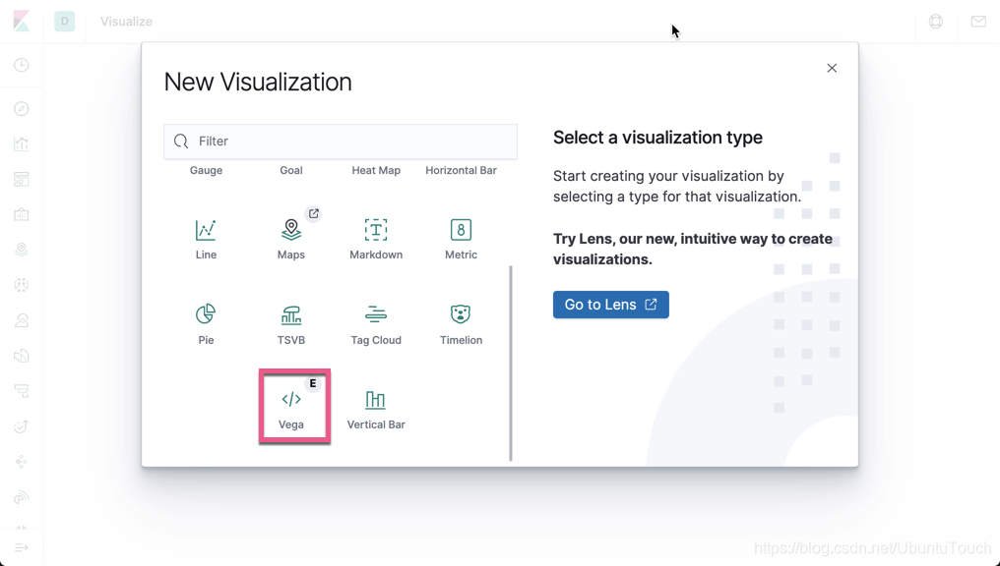 D
Visualize
New Visualization
Filter
Gauge Goal Heat Map Horizontal Bar
8
Line Maps Markdown Metric
Pie TSVB Tag Cloud Timelion
E
</>
Vega Vertical Bar
Select a visualization type
Start creating your visualization by
selecting a type for that visualization.
Try Lens, our new, intuitive way to create
visualizations.
Go to Lens
https://blog.csdn.net/UbuntuTouch